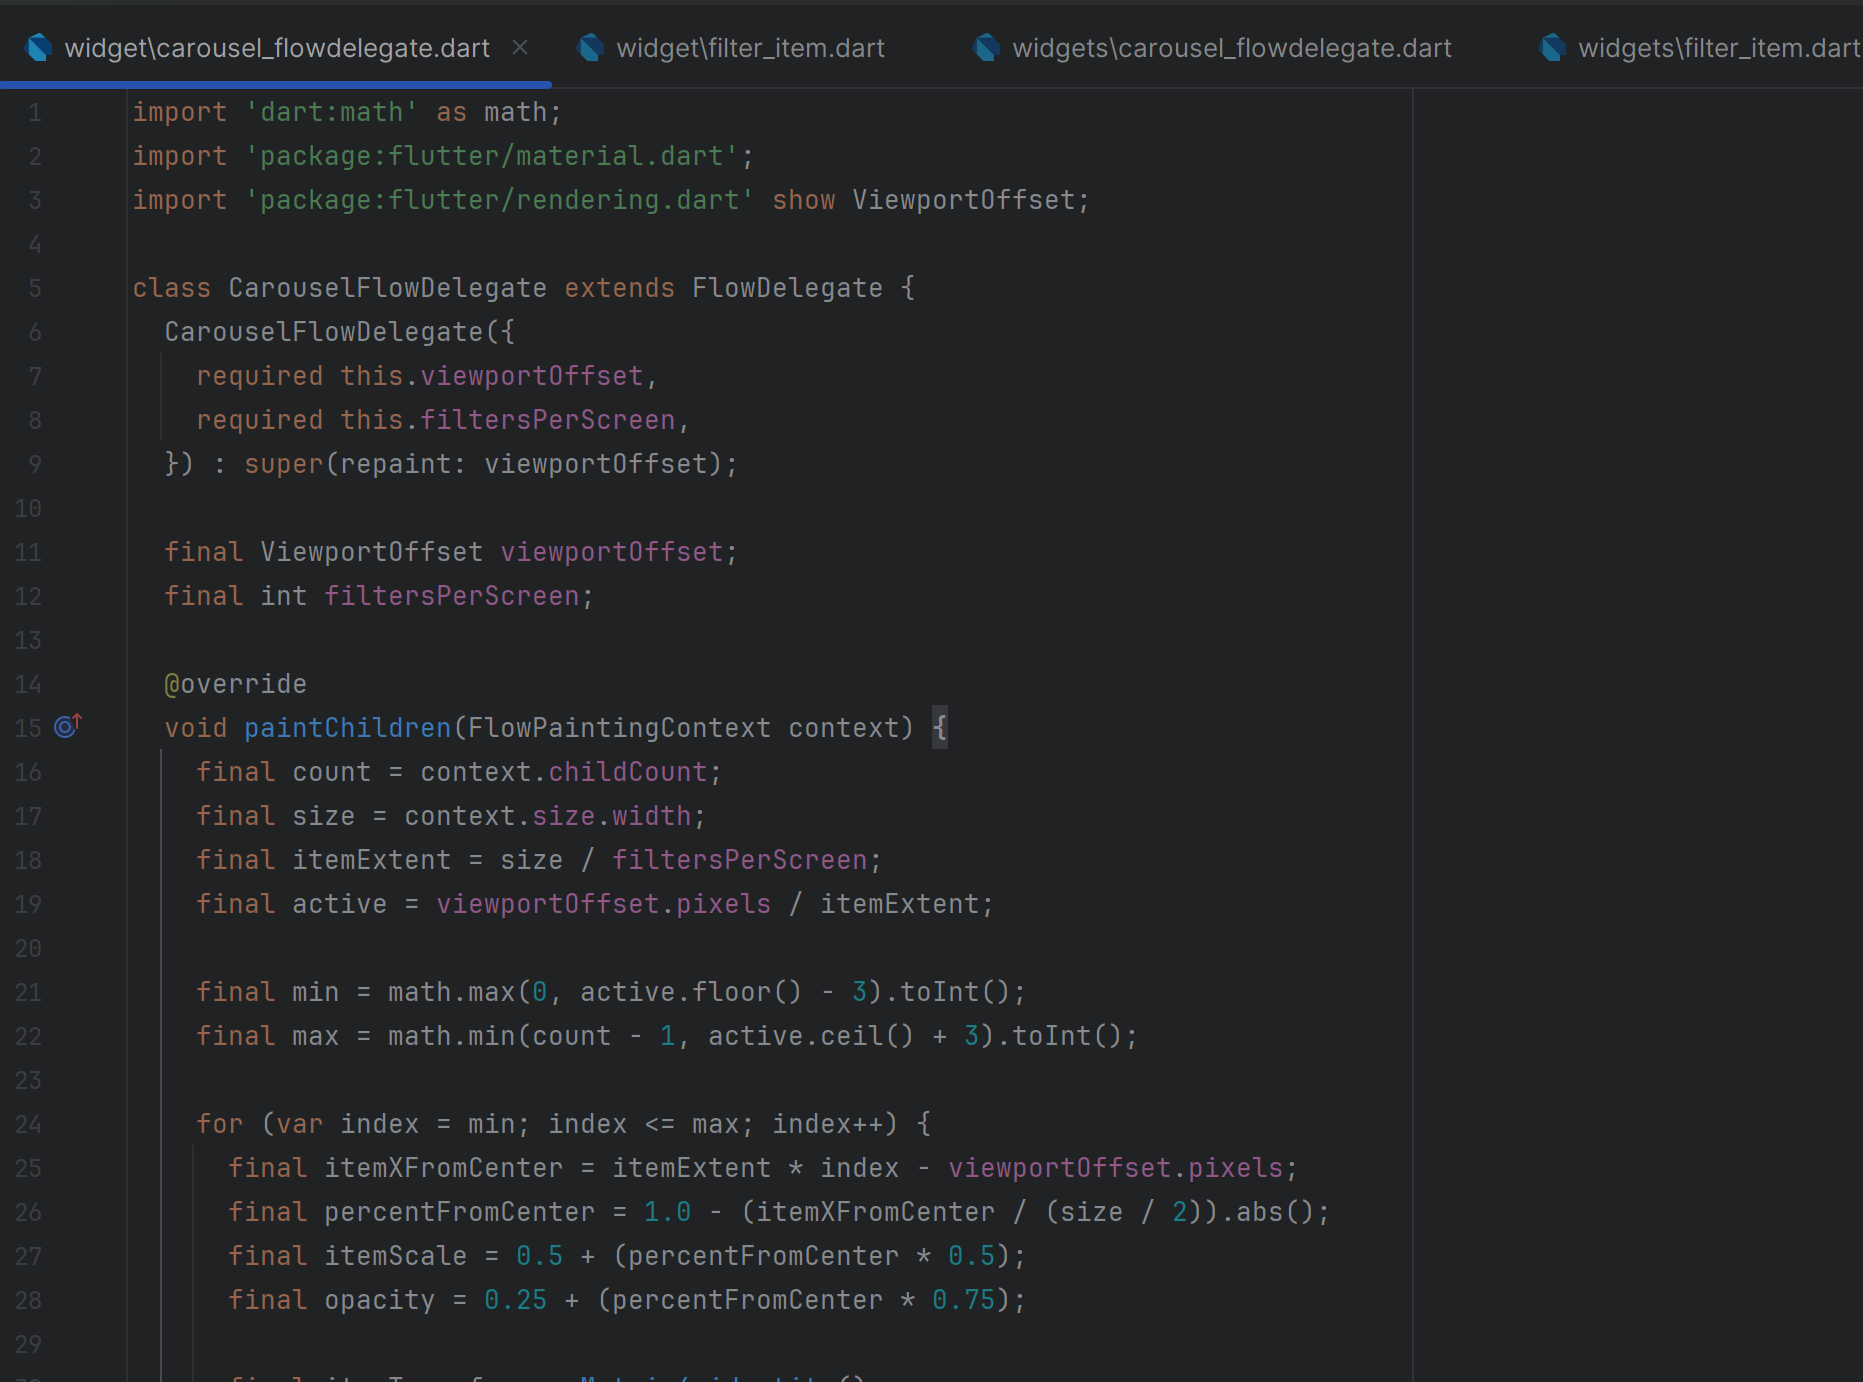 widget\carousel_flowdelegate.dart × widget\filter_item.dart widgets\carousel_flowdelegate.dart widgets\filter_item.dart
1 import 'dart:math' as math;
2 import 'package:flutter/material.dart';
3 import 'package:flutter/rendering.dart' show ViewportOffset;
4
5 class CarouselFlowDelegate extends FlowDelegate {
6 CarouselFlowDelegate({
7 required this.viewportOffset,
8 required this.filtersPerScreen,
9 }) : super(repaint: viewportOffset);
10
11 final ViewportOffset viewportOffset;
12 final int filtersPerScreen;
13
14 @override
15 void paintChildren(FlowPaintingContext context) {
16 final count = context.childCount;
17 final size = context.size.width;
18 final itemExtent = size / filtersPerScreen;
19 final active = viewportOffset.pixels / itemExtent;
20
21 final min = math.max(0, active.floor() - 3).toInt();
22 final max = math.min(count - 1, active.ceil() + 3).toInt();
23
24 for (var index = min; index <= max; index++) {
25 final itemXFromCenter = itemExtent * index - viewportOffset.pixels;
26 final percentFromCenter = 1.0 - (itemXFromCenter / (size / 2)).abs();
27 final itemScale = 0.5 + (percentFromCenter * 0.5);
28 final opacity = 0.25 + (percentFromCenter * 0.75);
29